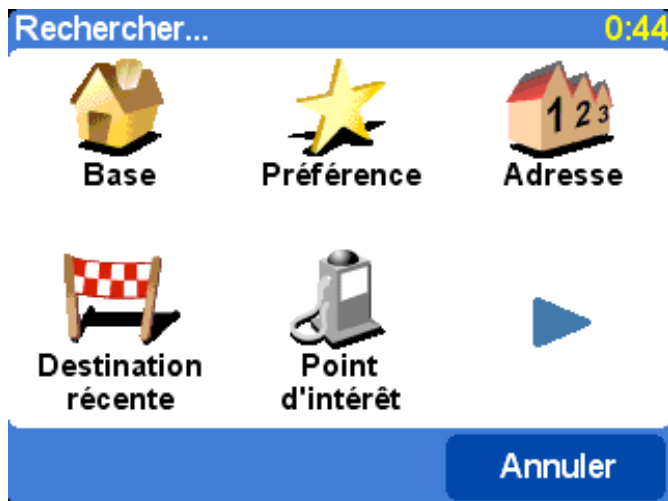 Rechercher...
0:44
Base
Préférence
Adresse
1 2 3
Destination
récente
Point
d'intérêt
Annuler